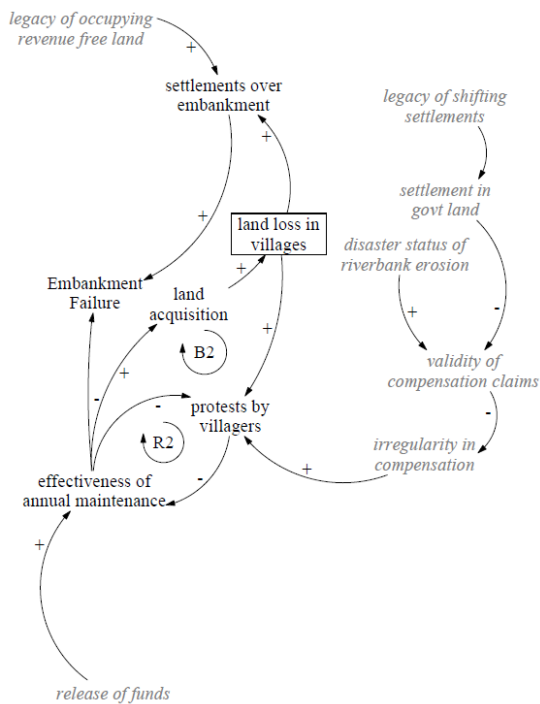 legacy of occupying
revenue free land
+
settlements over
embankment
legacy of shifting
settlements
+
settlement in
govt land
+
land loss in
villages
disaster status of
riverbank erosion
+
Embankment
Failure
land
acquisition
+
-
+
+
B2
-
+
validity of
compensation claims
-
protests by
villagers
-
R2
irregularity in
compensation
+
-
effectiveness of
annual maintenance
+
release of funds